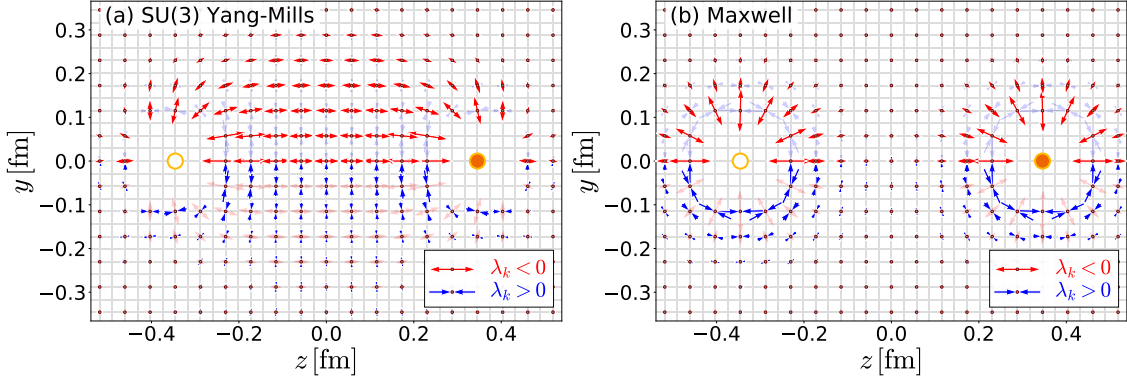 (a) SU(3) Yang-Mills
y [fm]
0.3
0.2
0.1
0.0
−0.1
−0.2
−0.3
λₖ < 0
λₖ > 0
−0.4 −0.2 0.0 0.2 0.4
z [fm]
(b) Maxwell
y [fm]
0.3
0.2
0.1
0.0
−0.1
−0.2
−0.3
λₖ < 0
λₖ > 0
−0.4 −0.2 0.0 0.2 0.4
z [fm]